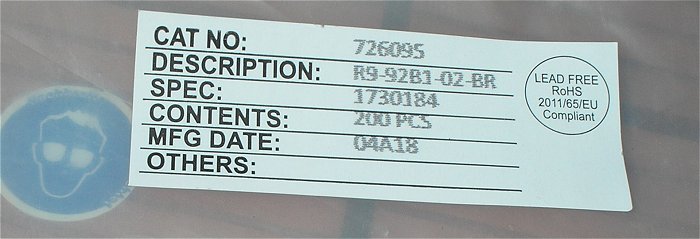 CAT NO: 726095
DESCRIPTION: R9-92B1-02-BR
SPEC: 1730184
CONTENTS: 200 PCS
MFG DATE: 04A18
OTHERS:
LEAD FREE
RoHS
2011/65/EU
Compliant